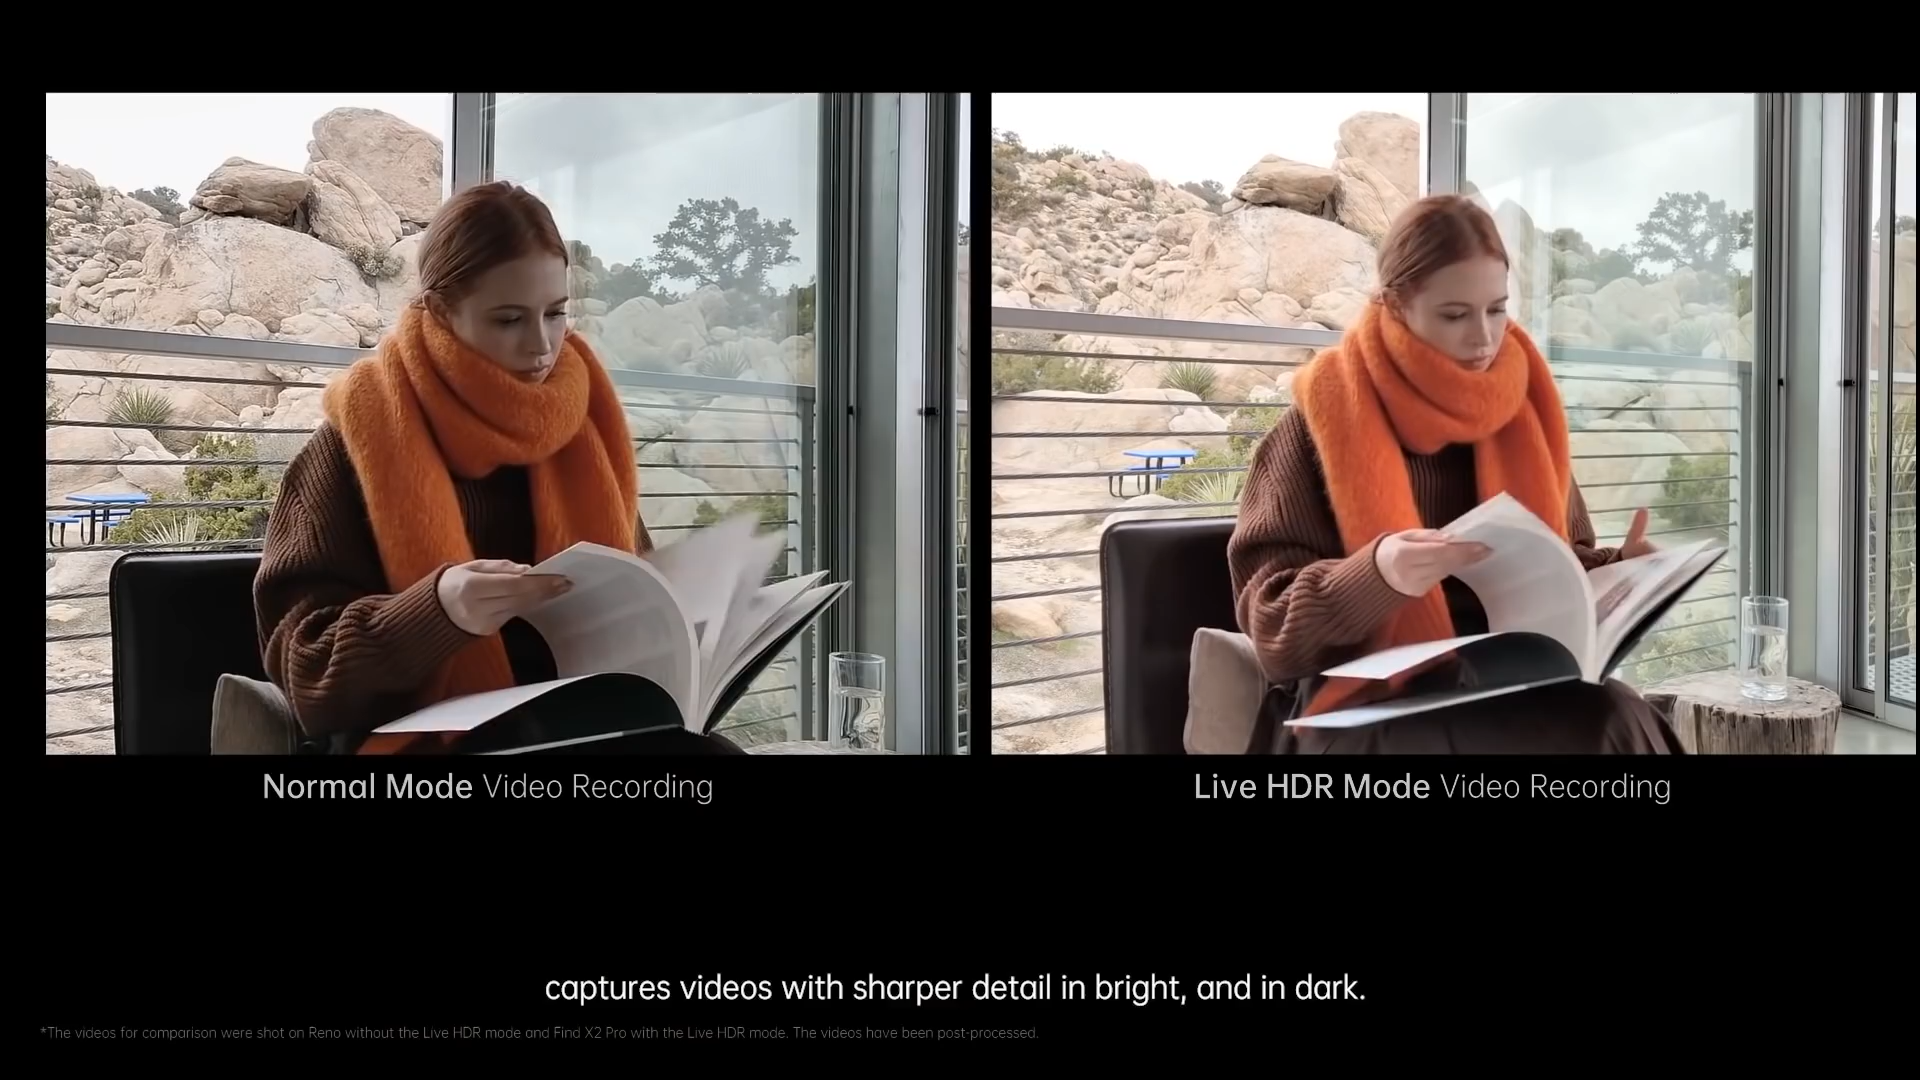 Normal Mode Video Recording
Live HDR Mode Video Recording
captures videos with sharper detail in bright, and in dark.
*The videos for comparison were shot on Reno without the Live HDR mode and Find X2 Pro with the Live HDR mode. The videos have been post-processed.